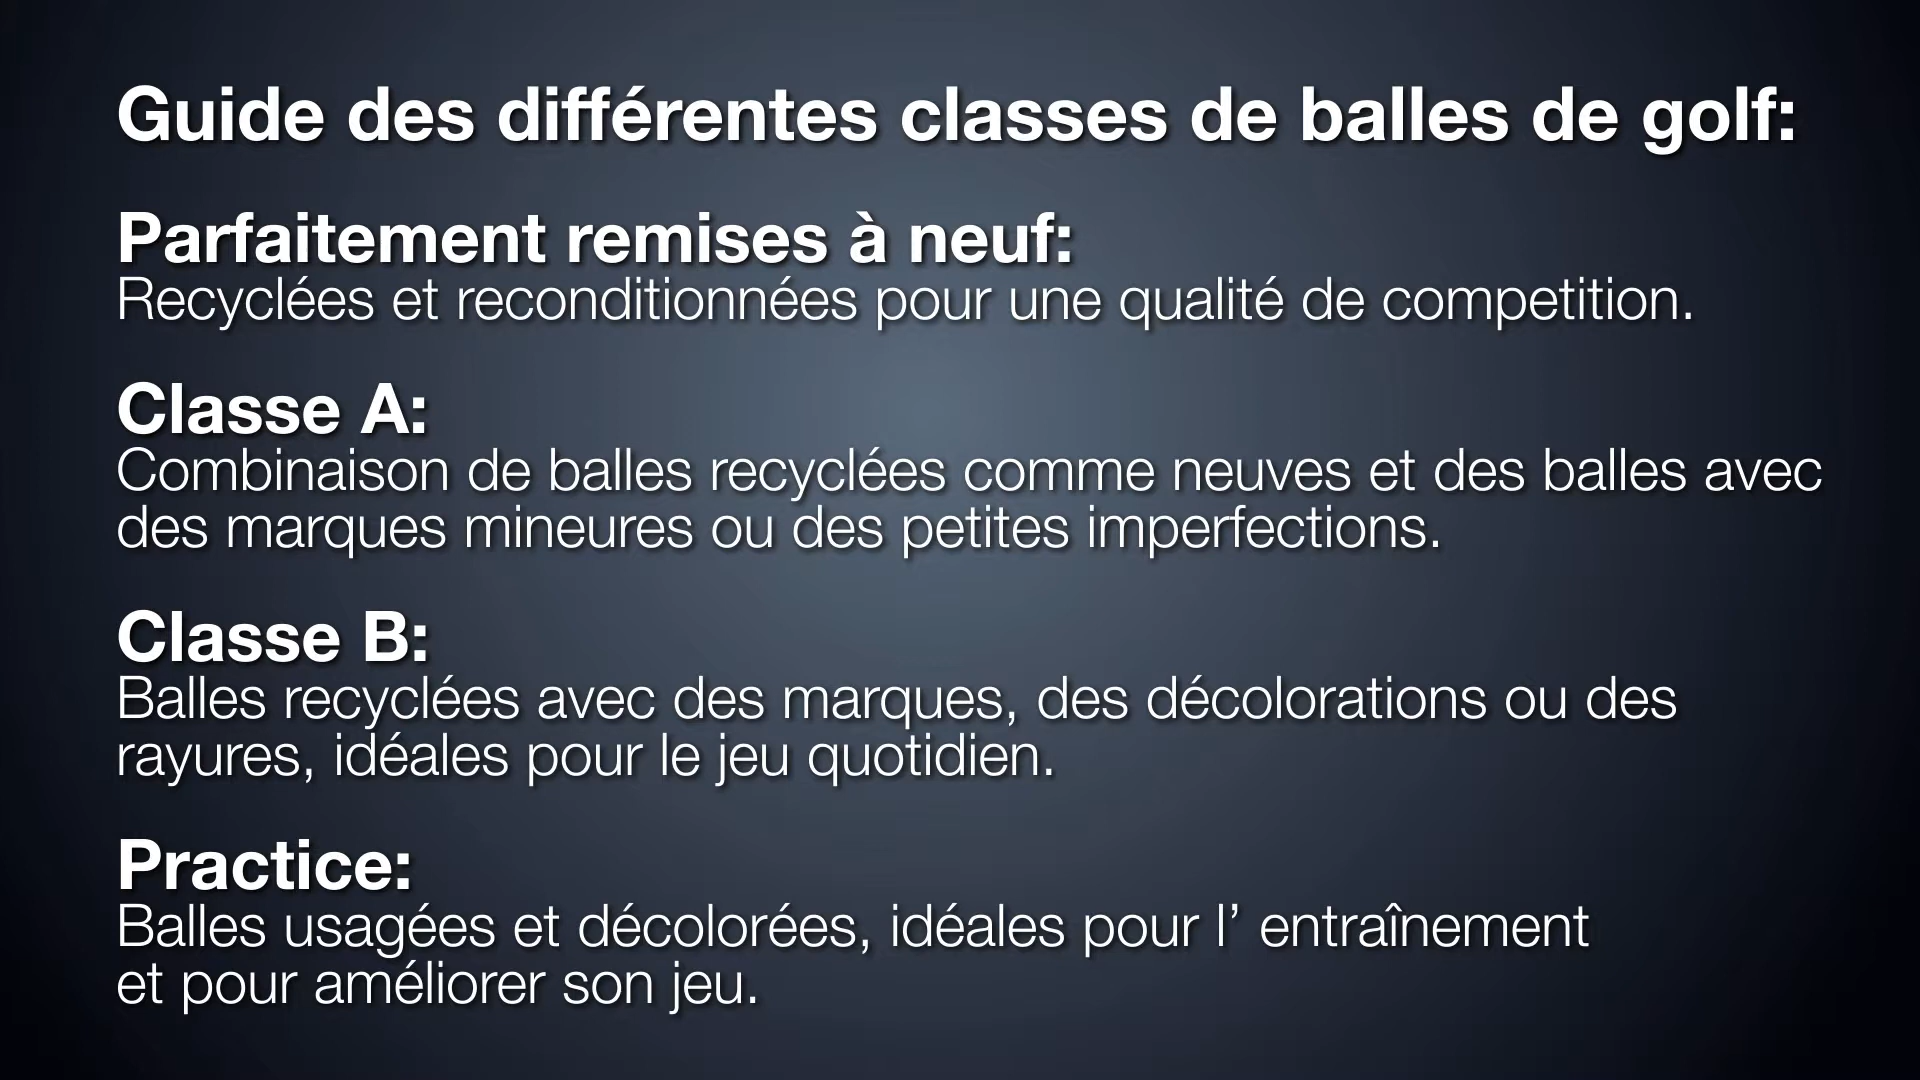 Guide des différentes classes de balles de golf:
Parfaitement remises à neuf:
Recyclées et reconditionnées pour une qualité de competition.
Classe A:
Combinaison de balles recyclées comme neuves et des balles avec
des marques mineures ou des petites imperfections.
Classe B:
Balles recyclées avec des marques, des décolorations ou des
rayures, idéales pour le jeu quotidien.
Practice:
Balles usagées et décolorées, idéales pour l’ entraînement
et pour améliorer son jeu.